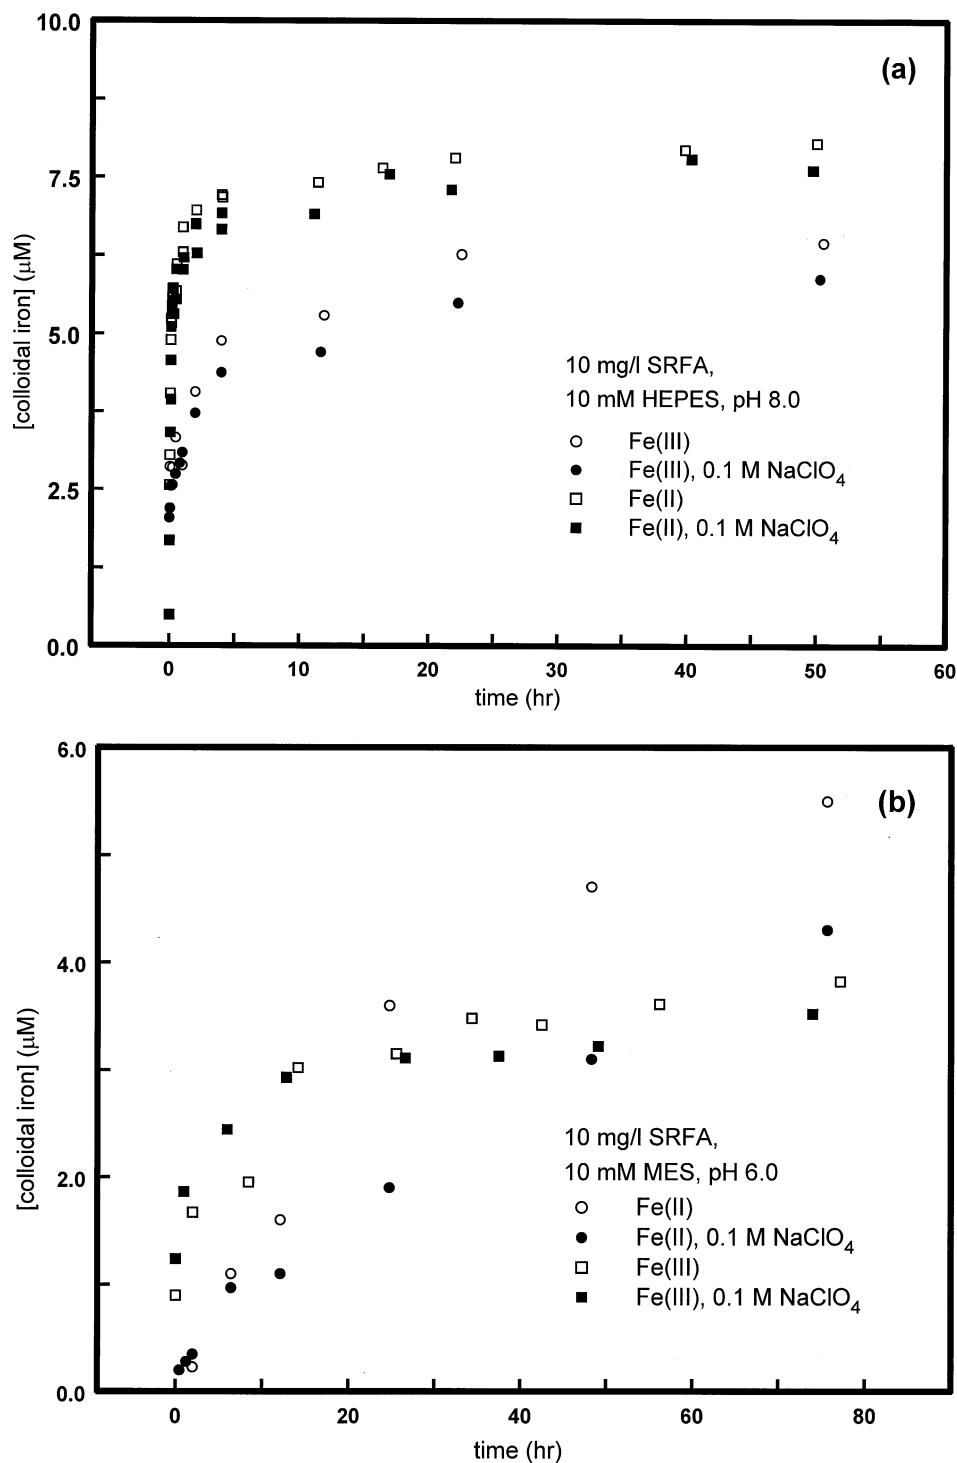 10.0
(a)
7.5
5.0
2.5
0.0
[colloidal iron] (µM)
10 mg/l SRFA,
10 mM HEPES, pH 8.0
Fe(III)
Fe(III), 0.1 M NaClO4
Fe(II)
Fe(II), 0.1 M NaClO4
0 10 20 30 40 50 60
time (hr)
6.0
(b)
4.0
2.0
0.0
[colloidal iron] (µM)
10 mg/l SRFA,
10 mM MES, pH 6.0
Fe(II)
Fe(II), 0.1 M NaClO4
Fe(III)
Fe(III), 0.1 M NaClO4
0 20 40 60 80
time (hr)